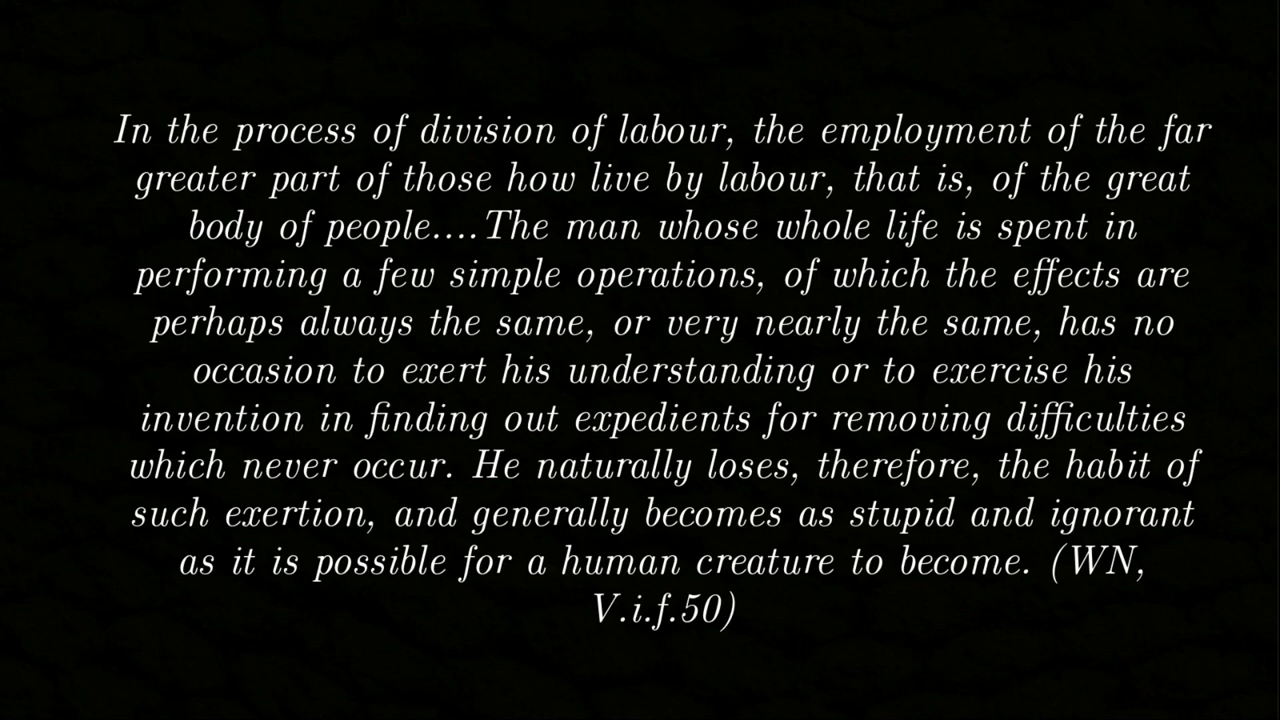 In the process of division of labour, the employment of the far
greater part of those how live by labour, that is, of the great
body of people....The man whose whole life is spent in
performing a few simple operations, of which the effects are
perhaps always the same, or very nearly the same, has no
occasion to exert his understanding or to exercise his
invention in finding out expedients for removing difficulties
which never occur. He naturally loses, therefore, the habit of
such exertion, and generally becomes as stupid and ignorant
as it is possible for a human creature to become. (WN,
V.i.f.50)